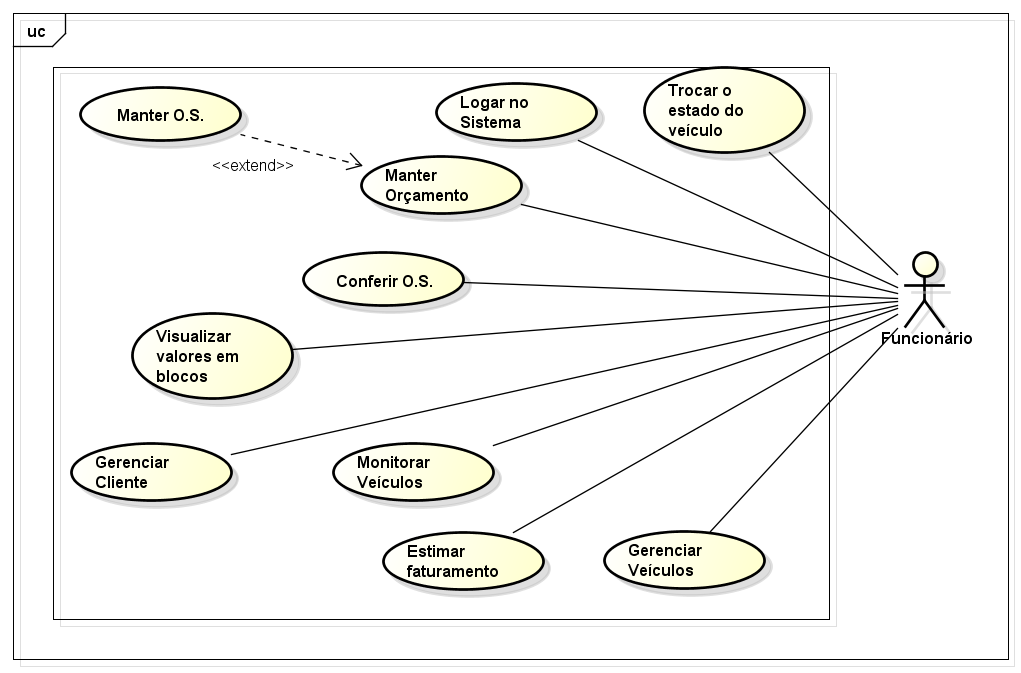 uc
Manter O.S.
Logar no
Sistema
Trocar o
estado do
veículo
<<extend>>
Manter
Orçamento
Conferir O.S.
Funcionário
Visualizar
valores em
blocos
Gerenciar
Cliente
Monitorar
Veículos
Estimar
faturamento
Gerenciar
Veículos